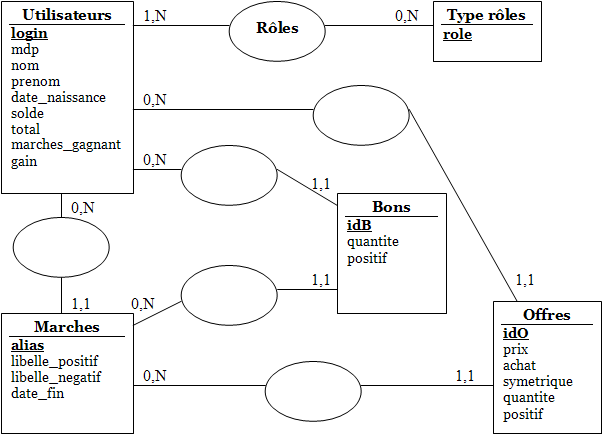 Utilisateurs
login
mdp
nom
prenom
date_naissance
solde
total
marches_gagnant
gain
1,N
Rôles
0,N
Type rôles
role
0,N
0,N
1,1
Bons
idB
quantite
positif
0,N
1,1
0,N
1,1
1,1
Marches
alias
libelle_positif
libelle_negatif
date_fin
Offres
idO
prix
achat
symetrique
quantite
positif
0,N
1,1